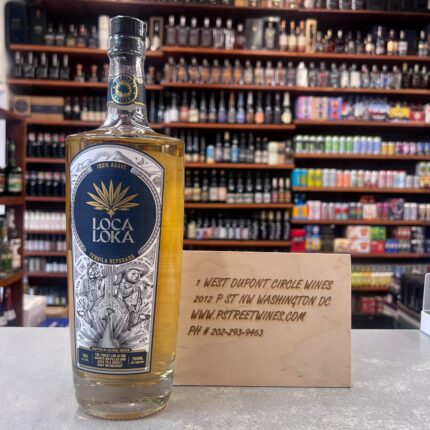 100% AGAVE
LOCA
LOKA
TEQUILA REPOSADO
750ML
1 WEST DUPONT CIRCLE WINES
2012 P ST NW WASHINGTON DC
WWW.PSTREETWINES.COM
PH # 202-293-9463